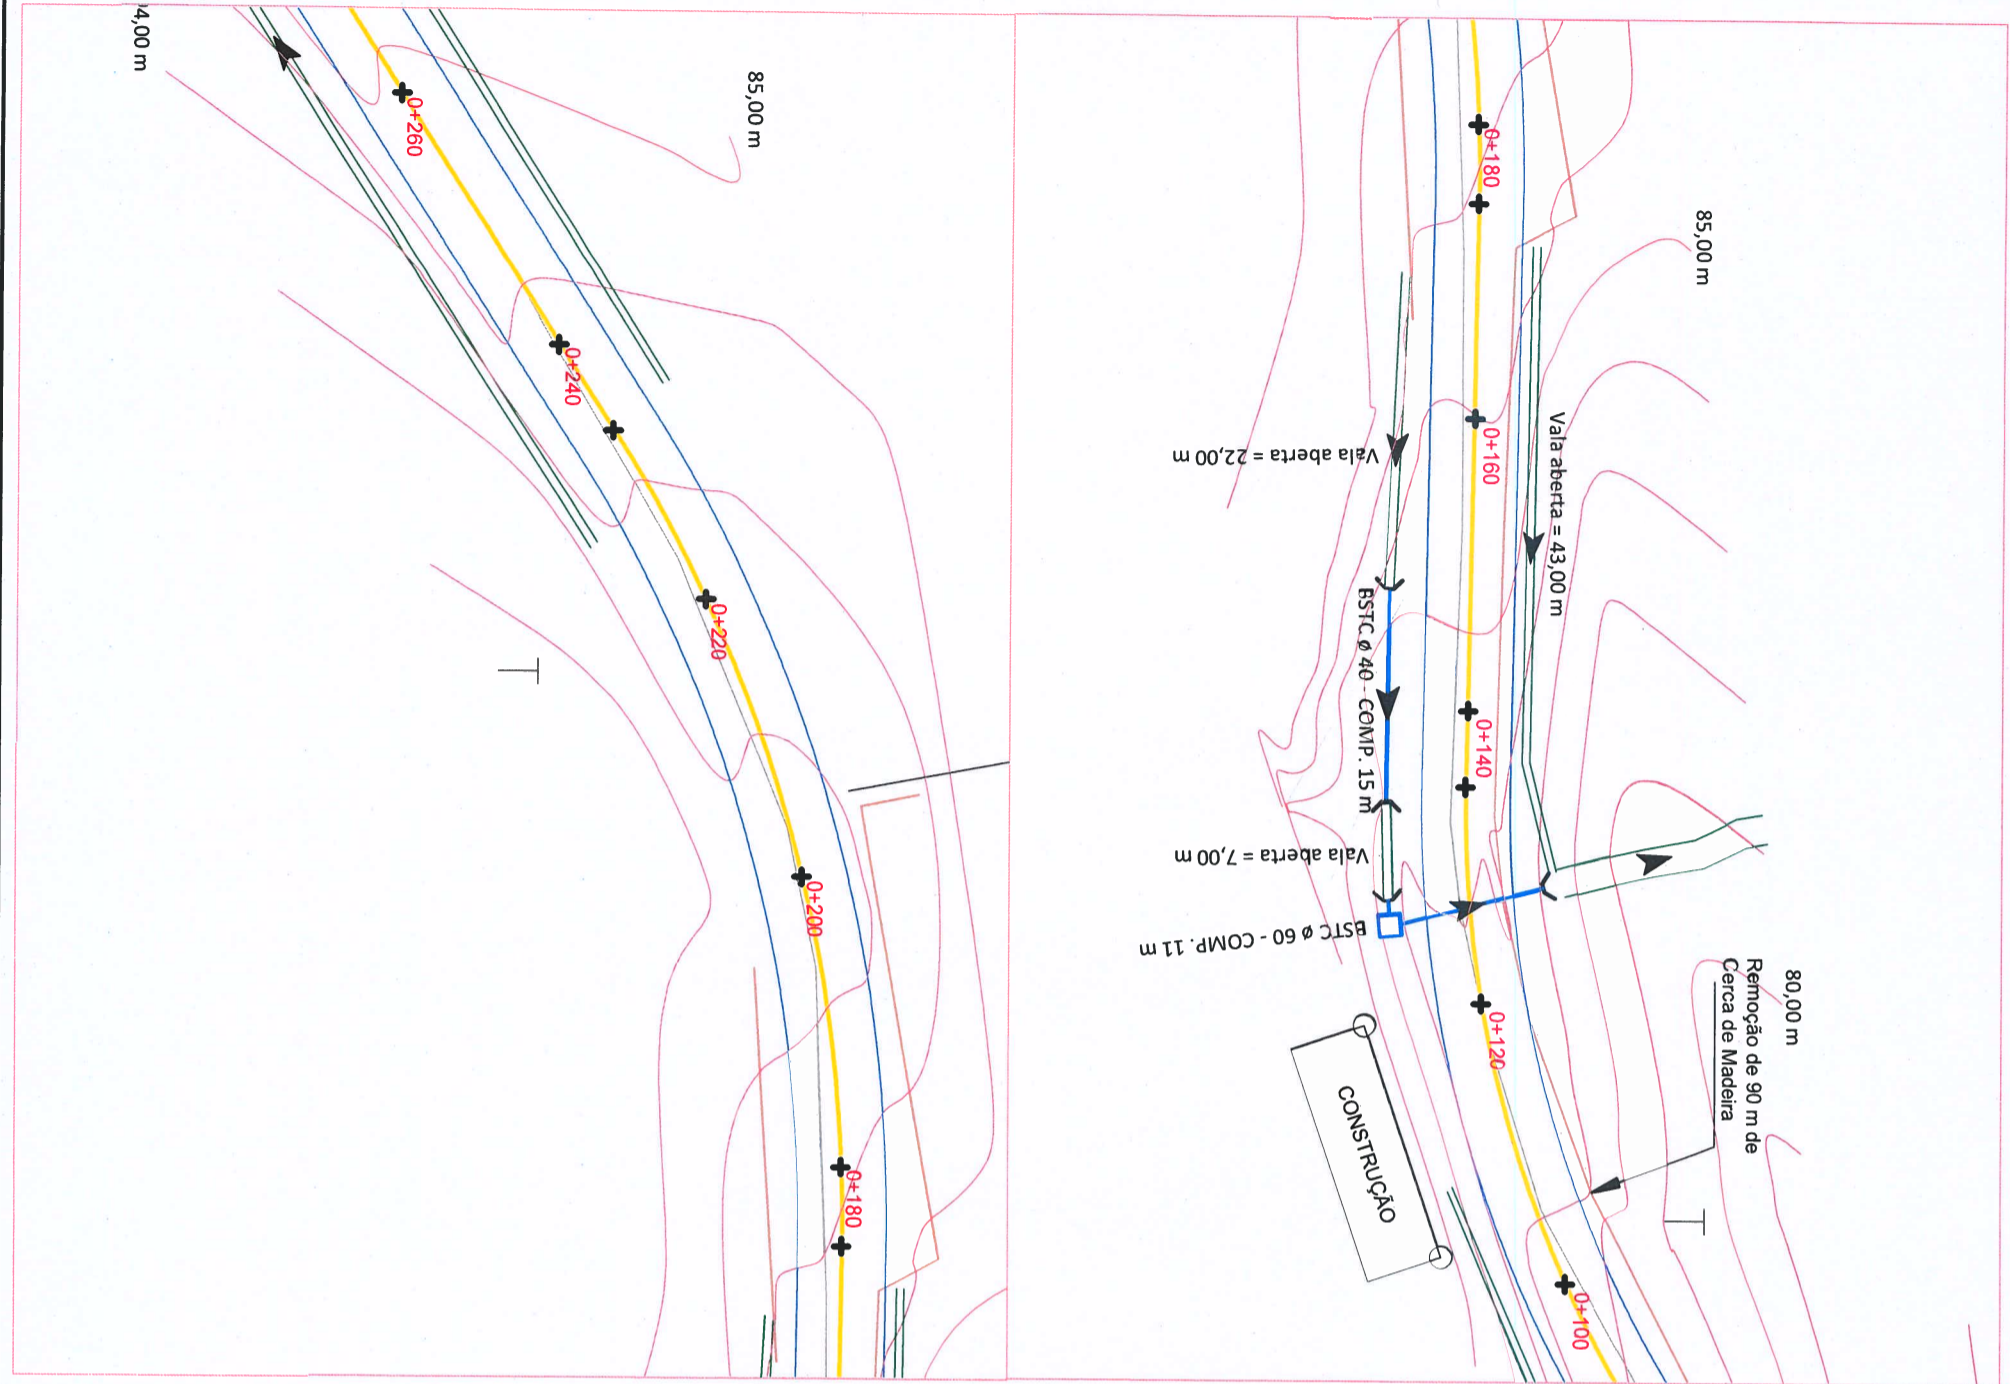 85,00 m
0+260
0+240
0+220
0+200
0+180
85,00 m
0+180
0+160
Vala aberta = 22,00 m
Vala aberta = 43,00 m
BSTC ø 40 - COMP. 15 m
0+140
Vala aberta = 7,00 m
BSTC ø 60 - COMP. 11 m
0+120
80,00 m
Remoção de 90 m de
Cerca de Madeira
CONSTRUÇÃO
0+100